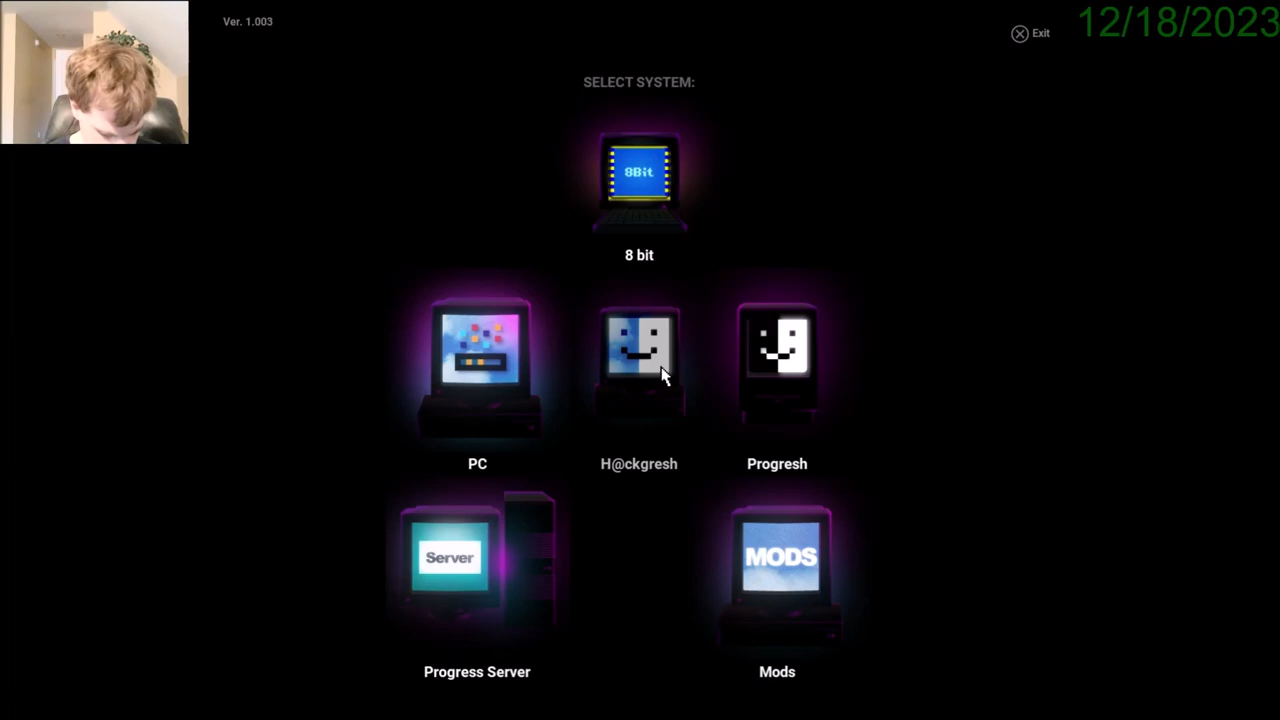 Ver. 1.003
Exit
12/18/2023
SELECT SYSTEM:
8Bit
8 bit
PC
H@ckgresh
Progresh
Server
MODS
Progress Server
Mods